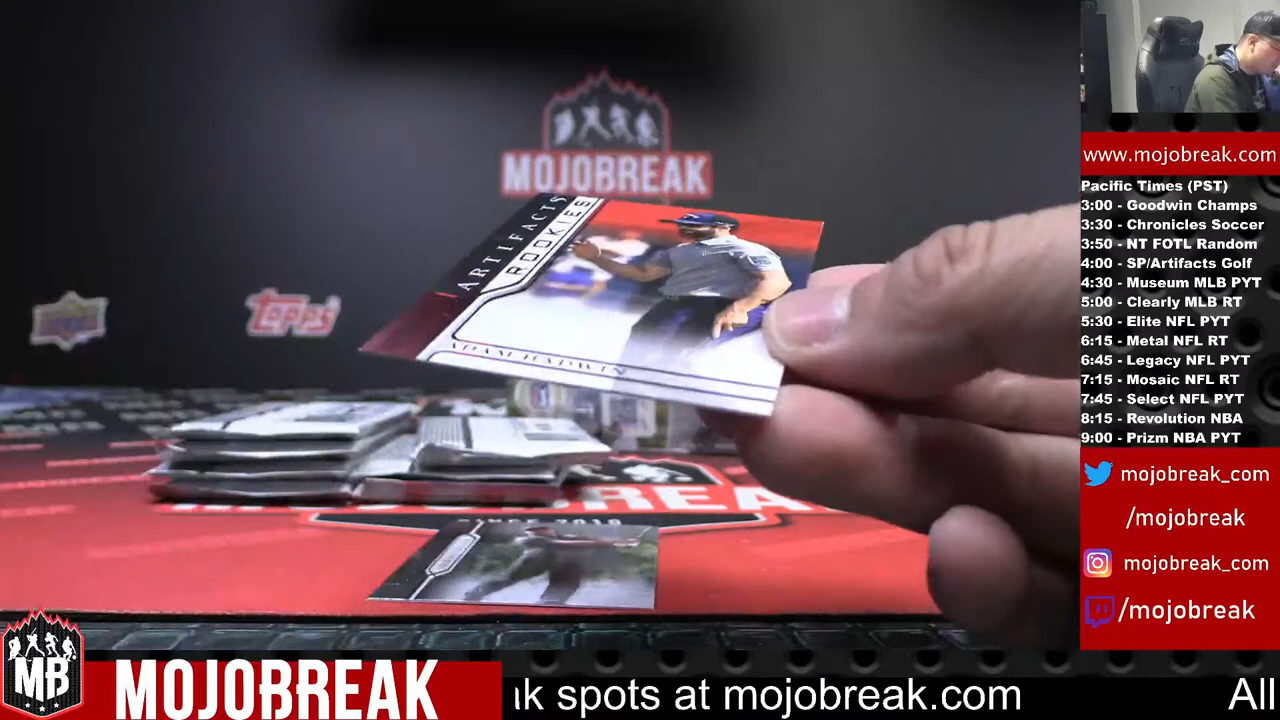 MOJOBREAK
ARTIFACTS
ROOKIES
ADAM HADWIN
Topps
SINCE 2010
www.mojobreak.com
Pacific Times (PST)
3:00 - Goodwin Champs
3:30 - Chronicles Soccer
3:50 - NT FOTL Random
4:00 - SP/Artifacts Golf
4:30 - Museum MLB PYT
5:00 - Clearly MLB RT
5:30 - Elite NFL PYT
6:15 - Metal NFL RT
6:45 - Legacy NFL PYT
7:15 - Mosaic NFL RT
7:45 - Select NFL PYT
8:15 - Revolution NBA
9:00 - Prizm NBA PYT
mojobreak_com
/mojobreak
mojobreak_com
/mojobreak
MB
MOJOBREAK
k spots at mojobreak.com
All